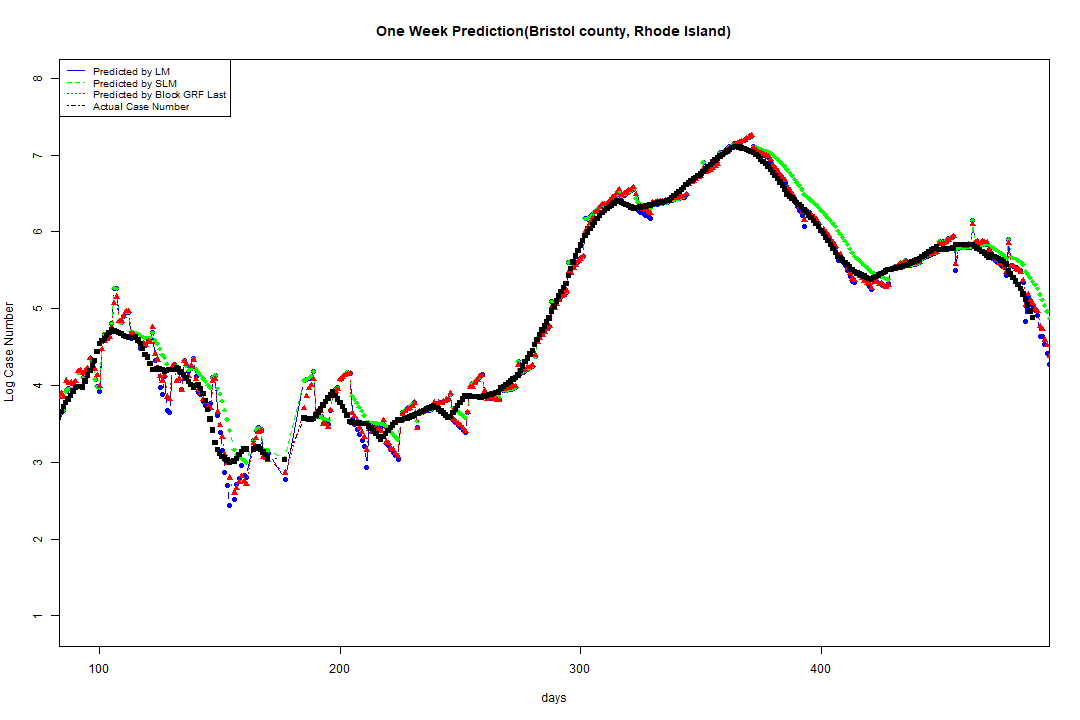 One Week Prediction(Bristol county, Rhode Island)
Predicted by LM
Predicted by SLM
Predicted by Block GRF Last
Actual Case Number
8
7
6
5
4
3
2
1
Log Case Number
100 200 300 400
days